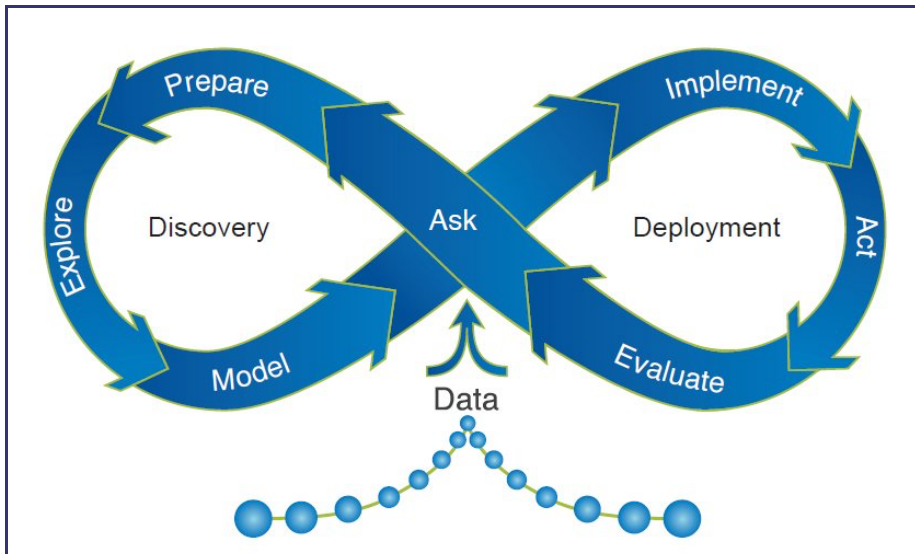 Prepare
Implement
Explore
Discovery
Ask
Deployment
Act
Model
Evaluate
Data